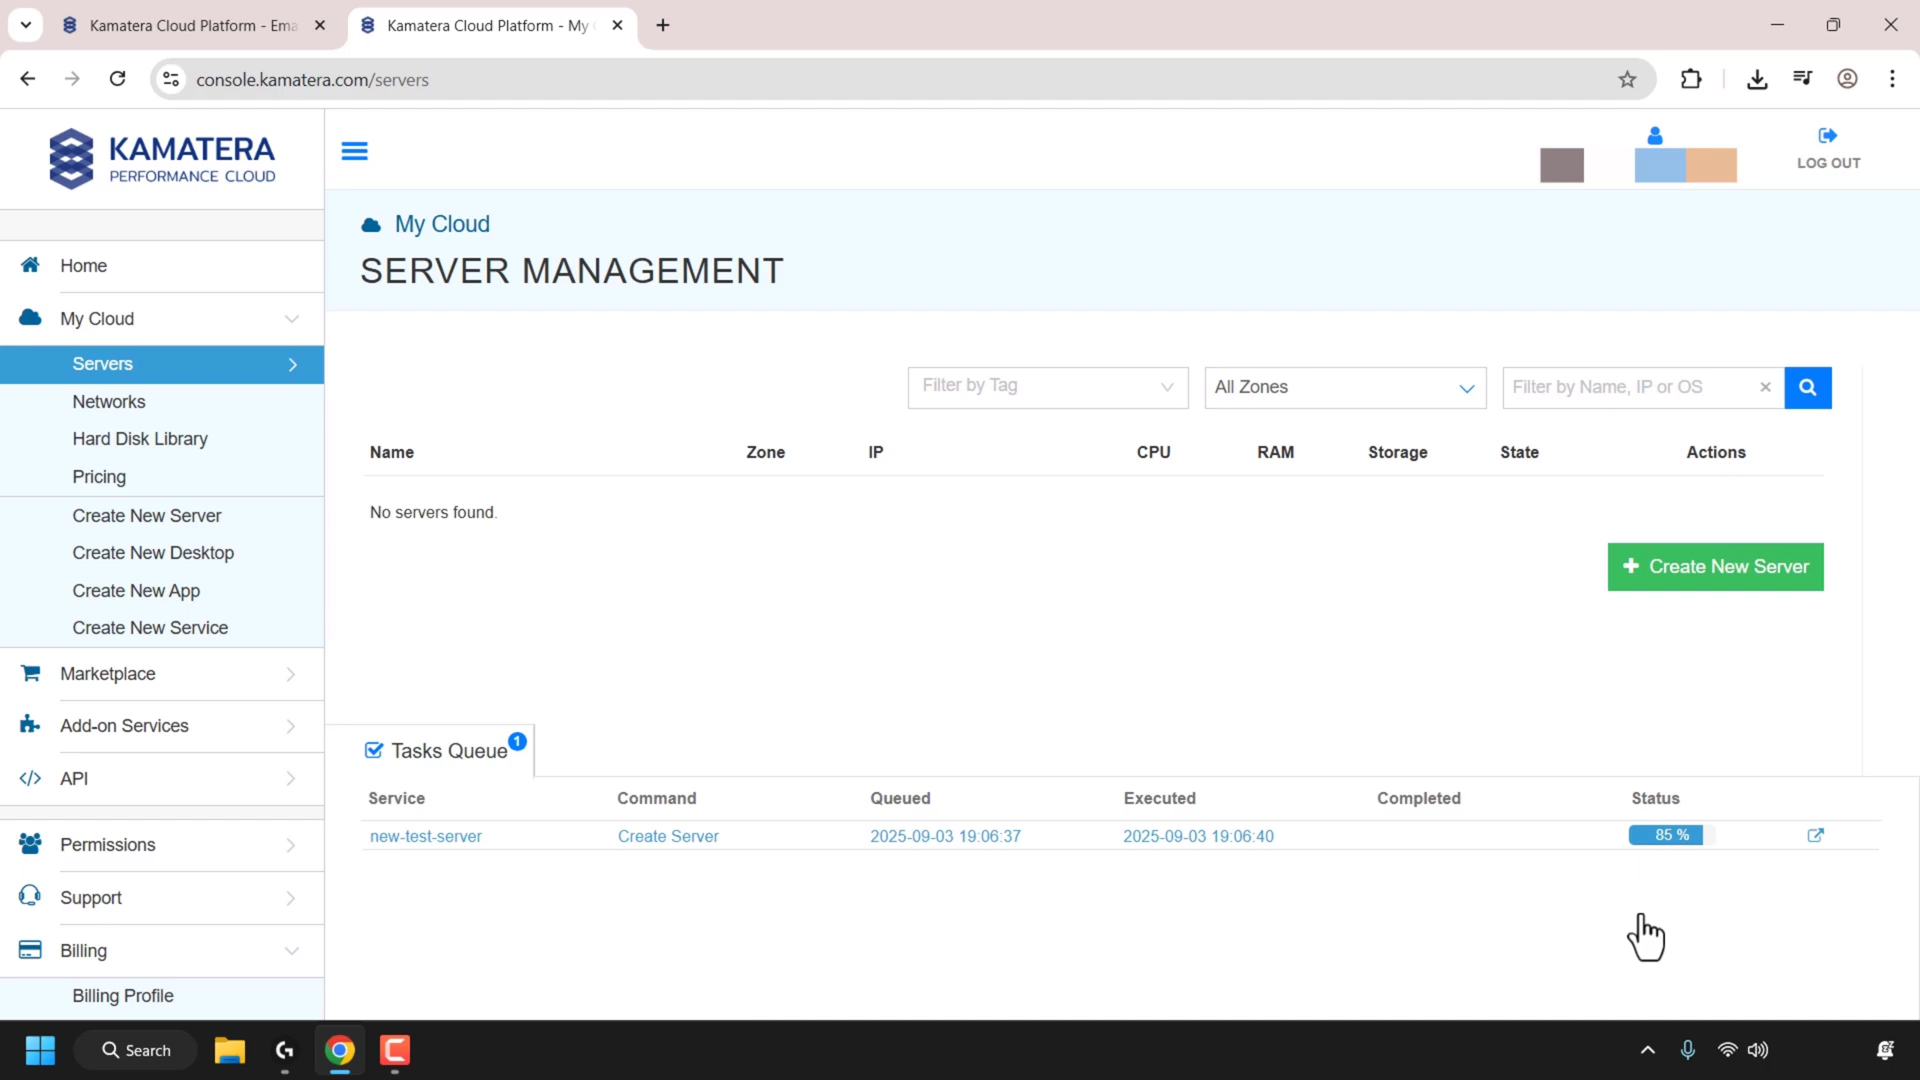 Kamatera Cloud Platform - Ema
Kamatera Cloud Platform - My
console.kamatera.com/servers
KAMATERA
PERFORMANCE CLOUD
LOG OUT
My Cloud
SERVER MANAGEMENT
Home
My Cloud
Servers
Networks
Hard Disk Library
Pricing
Create New Server
Create New Desktop
Create New App
Create New Service
Marketplace
Add-on Services
API
Permissions
Support
Billing
Billing Profile
Filter by Tag
All Zones
Filter by Name, IP or OS
Name Zone IP CPU RAM Storage State Actions
No servers found.
+ Create New Server
Tasks Queue 1
Service Command Queued Executed Completed Status
new-test-server Create Server 2025-09-03 19:06:37 2025-09-03 19:06:40 85 %
Search